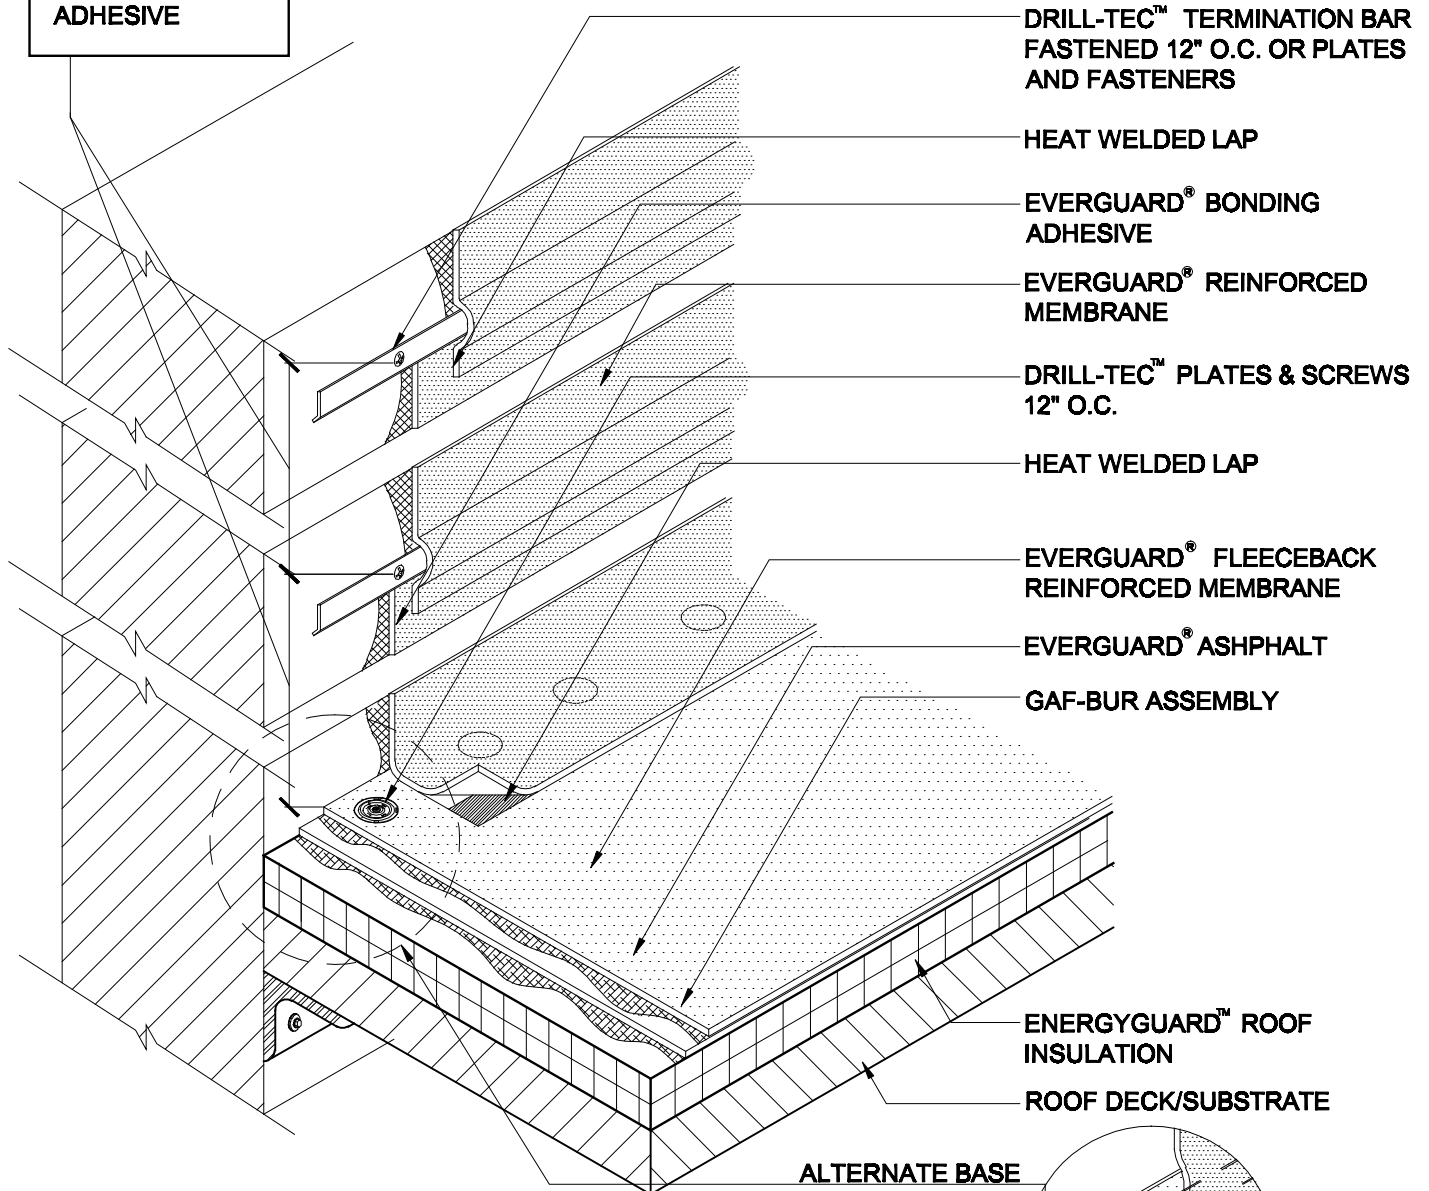 ADHESIVE
DRILL-TEC™ TERMINATION BAR
FASTENED 12" O.C. OR PLATES
AND FASTENERS
HEAT WELDED LAP
EVERGUARD® BONDING
ADHESIVE
EVERGUARD® REINFORCED
MEMBRANE
DRILL-TEC™ PLATES & SCREWS
12" O.C.
HEAT WELDED LAP
EVERGUARD® FLEECEBACK
REINFORCED MEMBRANE
EVERGUARD® ASHPHALT
GAF-BUR ASSEMBLY
ENERGYGUARD™ ROOF
INSULATION
ROOF DECK/SUBSTRATE
ALTERNATE BASE